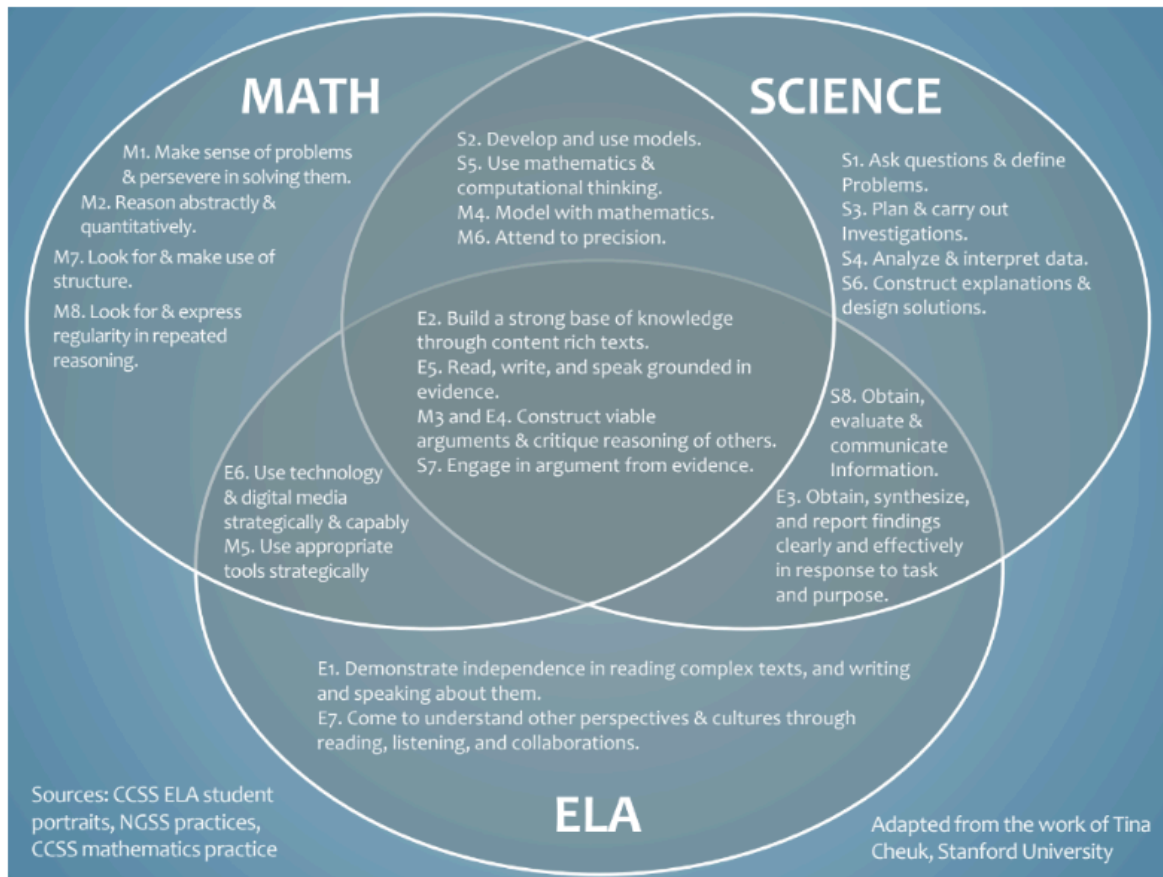 MATH
SCIENCE
M1. Make sense of problems
& persevere in solving them.
M2. Reason abstractly &
quantitatively.
M7. Look for & make use of
structure.
M8. Look for & express
regularity in repeated
reasoning.
S2. Develop and use models.
S5. Use mathematics &
computational thinking.
M4. Model with mathematics.
M6. Attend to precision.
S1. Ask questions & define
Problems.
S3. Plan & carry out
Investigations.
S4. Analyze & interpret data.
S6. Construct explanations &
design solutions.
E2. Build a strong base of knowledge
through content rich texts.
E5. Read, write, and speak grounded in
evidence.
M3 and E4. Construct viable
arguments & critique reasoning of others.
S7. Engage in argument from evidence.
E6. Use technology
& digital media
strategically & capably
M5. Use appropriate
tools strategically
S8. Obtain,
evaluate &
communicate
Information.
E3. Obtain, synthesize,
and report findings
clearly and effectively
in response to task
and purpose.
E1. Demonstrate independence in reading complex texts, and writing
and speaking about them.
E7. Come to understand other perspectives & cultures through
reading, listening, and collaborations.
ELA
Sources: CCSS ELA student
portraits, NGSS practices,
CCSS mathematics practice
Adapted from the work of Tina
Cheuk, Stanford University